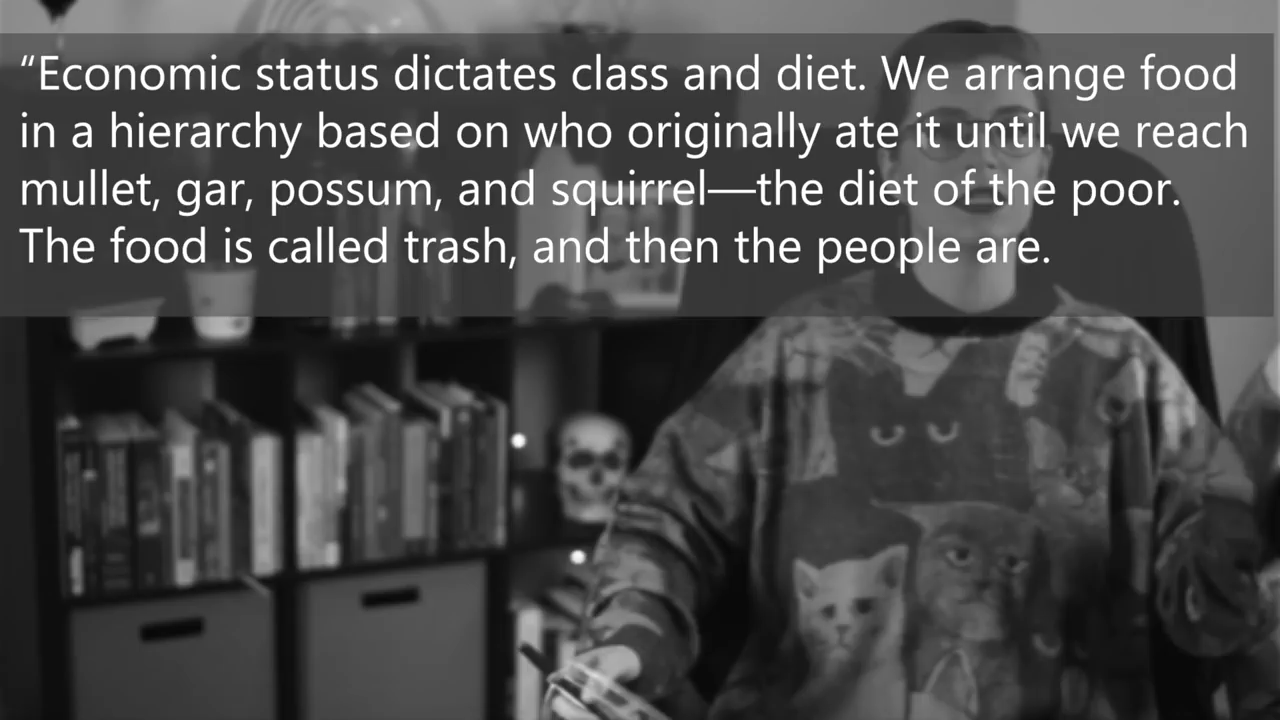 “Economic status dictates class and diet. We arrange food
in a hierarchy based on who originally ate it until we reach
mullet, gar, possum, and squirrel—the diet of the poor.
The food is called trash, and then the people are.